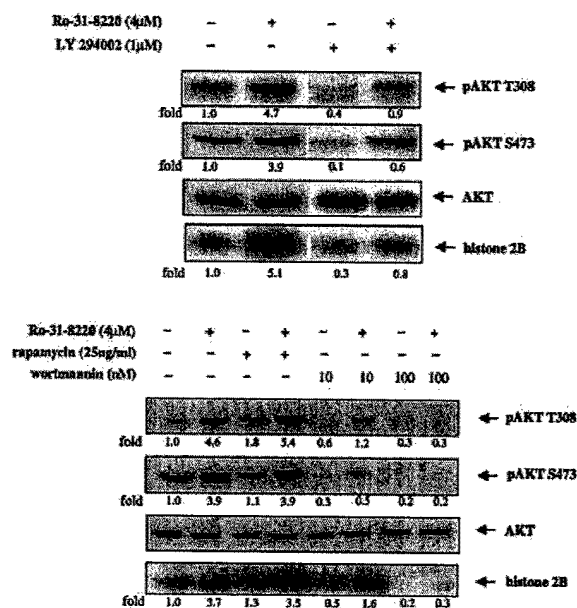 Ro-31-8220 (4μM) - + - +
LY 294002 (1μM) - - + +
pAKT T308
fold 1.0 4.7 0.4 0.9
pAKT S473
1.0 3.9 0.1 0.6
AKT
histone 2B
fold 1.0 5.1 0.3 0.8
Ro-31-8220 (4μM) - + - + - + - +
rapamycin (25ng/ml) - - + + - - - -
wortmannin (nM) - - - - 10 10 100 100
pAKT T308
fold 1.0 4.6 1.8 5.4 0.6 1.2 0.3 0.3
pAKT S473
fold 1.0 3.9 1.1 3.9 0.3 0.5 0.2 0.2
AKT
histone 2B
fold 1.0 3.7 1.3 3.5 0.5 1.6 0.2 0.3